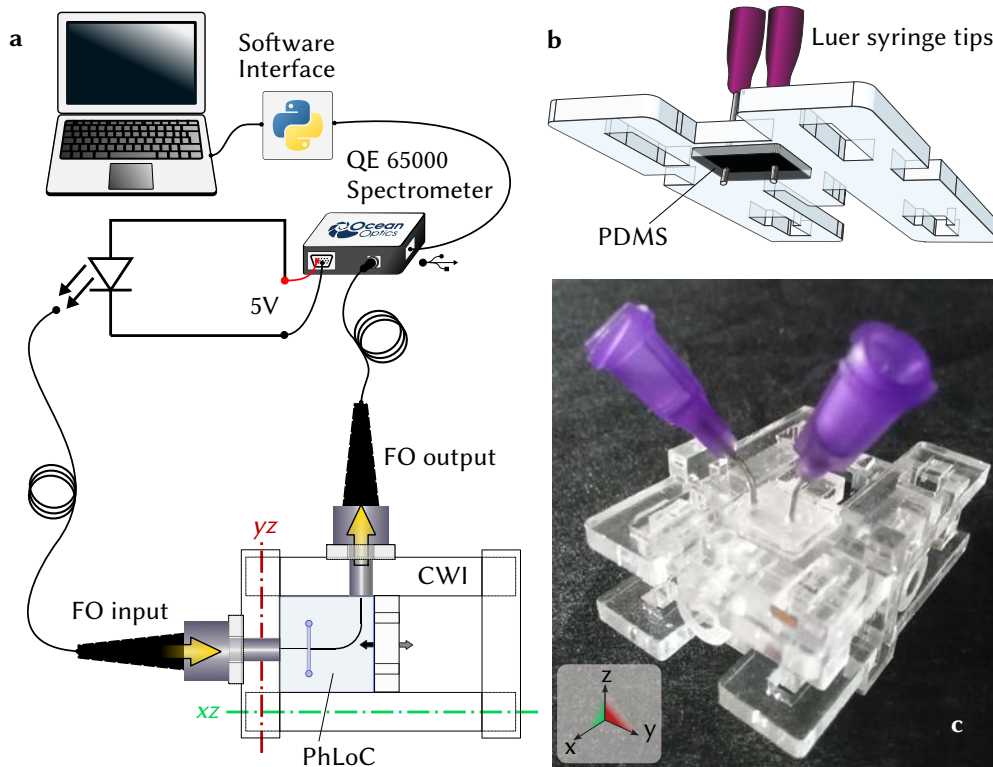 a
Software
Interface
QE 65000
Spectrometer
Ocean
Optics
5V
FO output
yz
CWI
FO input
xz
PhLoC
b
Luer syringe tips
PDMS
z
x
y
c